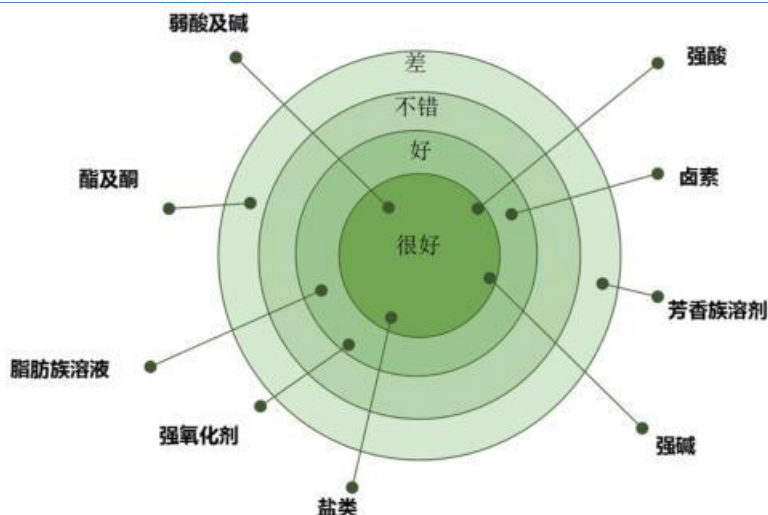 弱酸及碱
差
强酸
不错
好
酯及酮
卤素
很好
芳香族溶剂
脂肪族溶液
强氧化剂
强碱
盐类